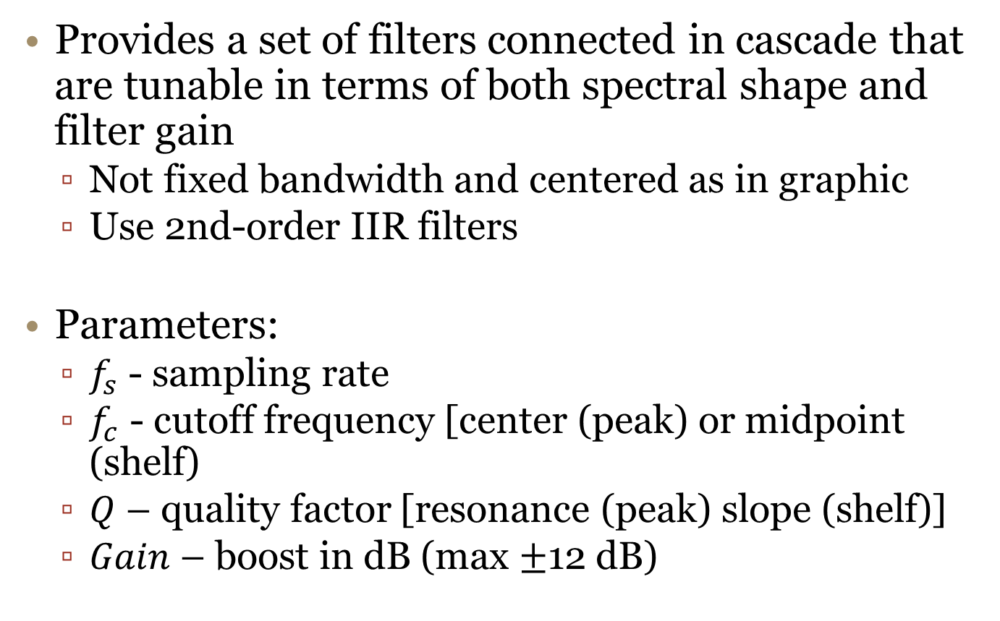 • Provides a set of filters connected in cascade that
are tunable in terms of both spectral shape and
filter gain
▫ Not fixed bandwidth and centered as in graphic
▫ Use 2nd-order IIR filters
• Parameters:
▫ fₛ - sampling rate
▫ f_c - cutoff frequency [center (peak) or midpoint
(shelf)
▫ Q – quality factor [resonance (peak) slope (shelf)]
▫ Gain – boost in dB (max ±12 dB)